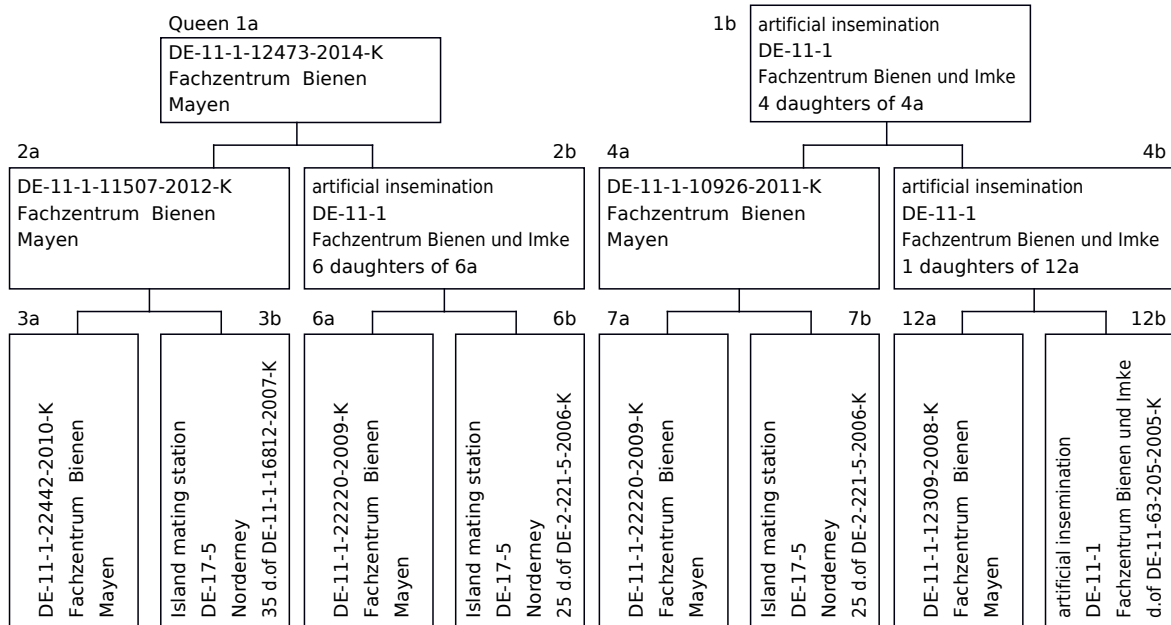 Queen 1a
DE-11-1-12473-2014-K
Fachzentrum Bienen
Mayen
1b
artificial insemination
DE-11-1
Fachzentrum Bienen und Imke
4 daughters of 4a
2a
DE-11-1-11507-2012-K
Fachzentrum Bienen
Mayen
2b
artificial insemination
DE-11-1
Fachzentrum Bienen und Imke
6 daughters of 6a
4a
DE-11-1-10926-2011-K
Fachzentrum Bienen
Mayen
4b
artificial insemination
DE-11-1
Fachzentrum Bienen und Imke
1 daughters of 12a
3a
DE-11-1-22442-2010-K
Fachzentrum Bienen
Mayen
3b
Island mating station
DE-17-5
Norderney
35 d.of DE-11-1-16812-2007-K
6a
DE-11-1-22220-2009-K
Fachzentrum Bienen
Mayen
6b
Island mating station
DE-17-5
Norderney
25 d.of DE-2-221-5-2006-K
7a
DE-11-1-22220-2009-K
Fachzentrum Bienen
Mayen
7b
Island mating station
DE-17-5
Norderney
25 d.of DE-2-221-5-2006-K
12a
DE-11-1-12309-2008-K
Fachzentrum Bienen
Mayen
12b
artificial insemination
DE-11-1
Fachzentrum Bienen und Imke
d.of DE-11-63-205-2005-K